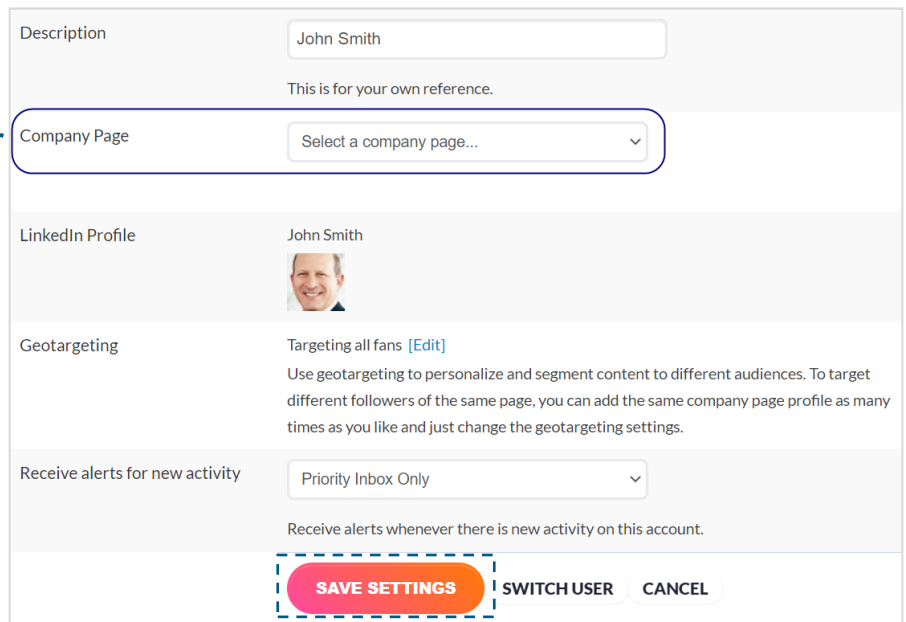 Description
John Smith
This is for your own reference.
Company Page
Select a company page...
LinkedIn Profile
John Smith
Geotargeting
Targeting all fans [Edit]
Use geotargeting to personalize and segment content to different audiences. To target
different followers of the same page, you can add the same company page profile as many
times as you like and just change the geotargeting settings.
Receive alerts for new activity
Priority Inbox Only
Receive alerts whenever there is new activity on this account.
SAVE SETTINGS SWITCH USER CANCEL